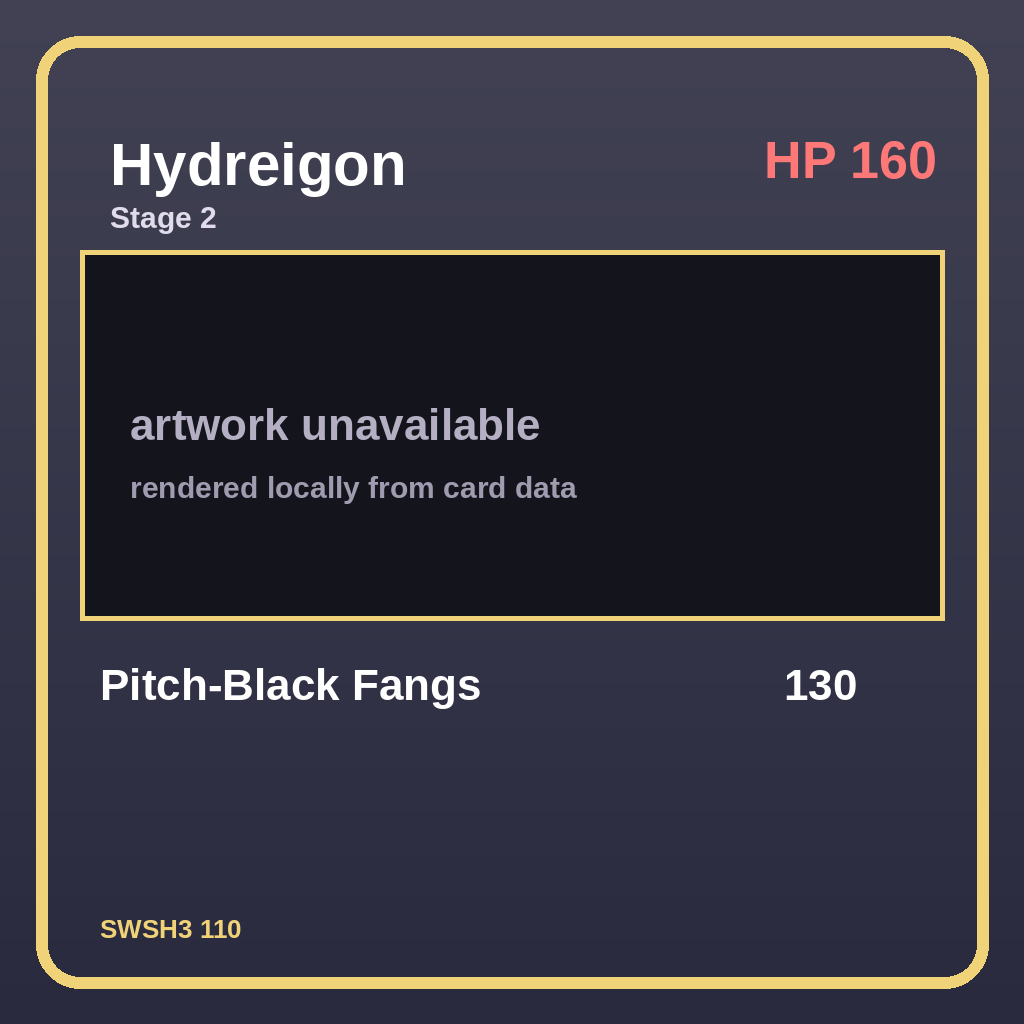 Hydreigon
HP 160
Stage 2
artwork unavailable
rendered locally from card data
Pitch-Black Fangs
130
SWSH3 110